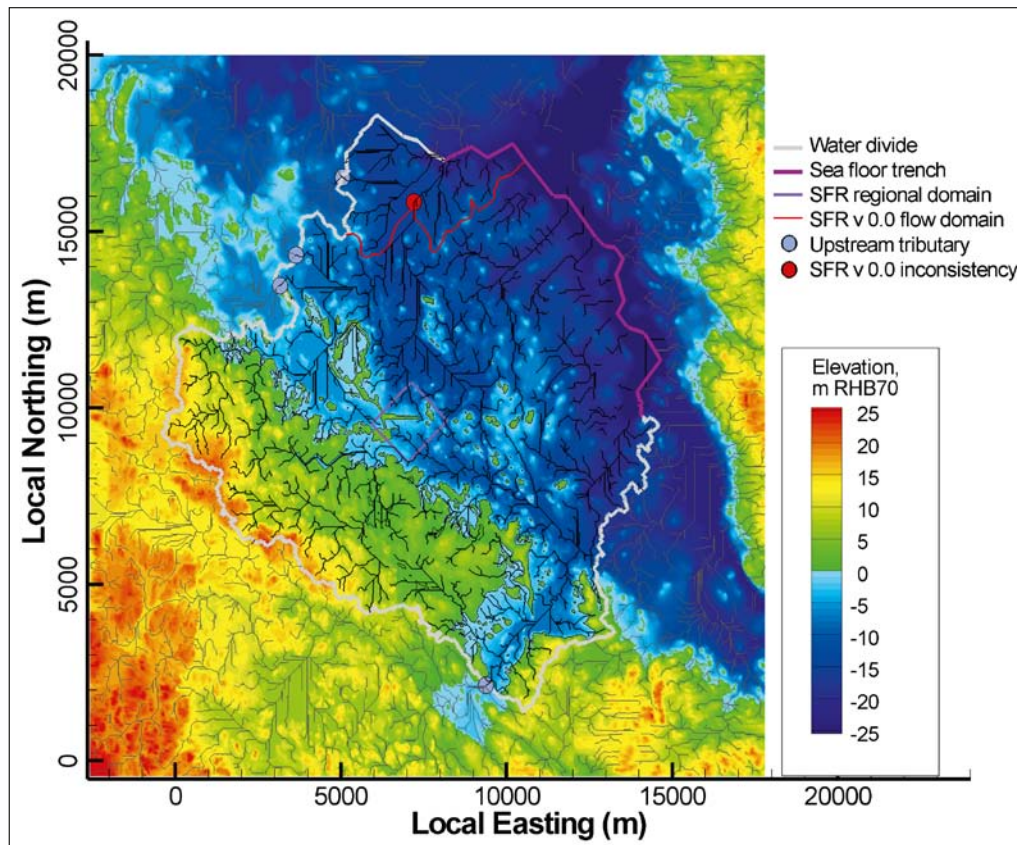 20000
15000
10000
5000
0
Local Northing (m)
0
5000
10000
15000
20000
Local Easting (m)
Water divide
Sea floor trench
SFR regional domain
SFR v 0.0 flow domain
Upstream tributary
SFR v 0.0 inconsistency
Elevation,
m RHB70
25
20
15
10
5
0
-5
-10
-15
-20
-25